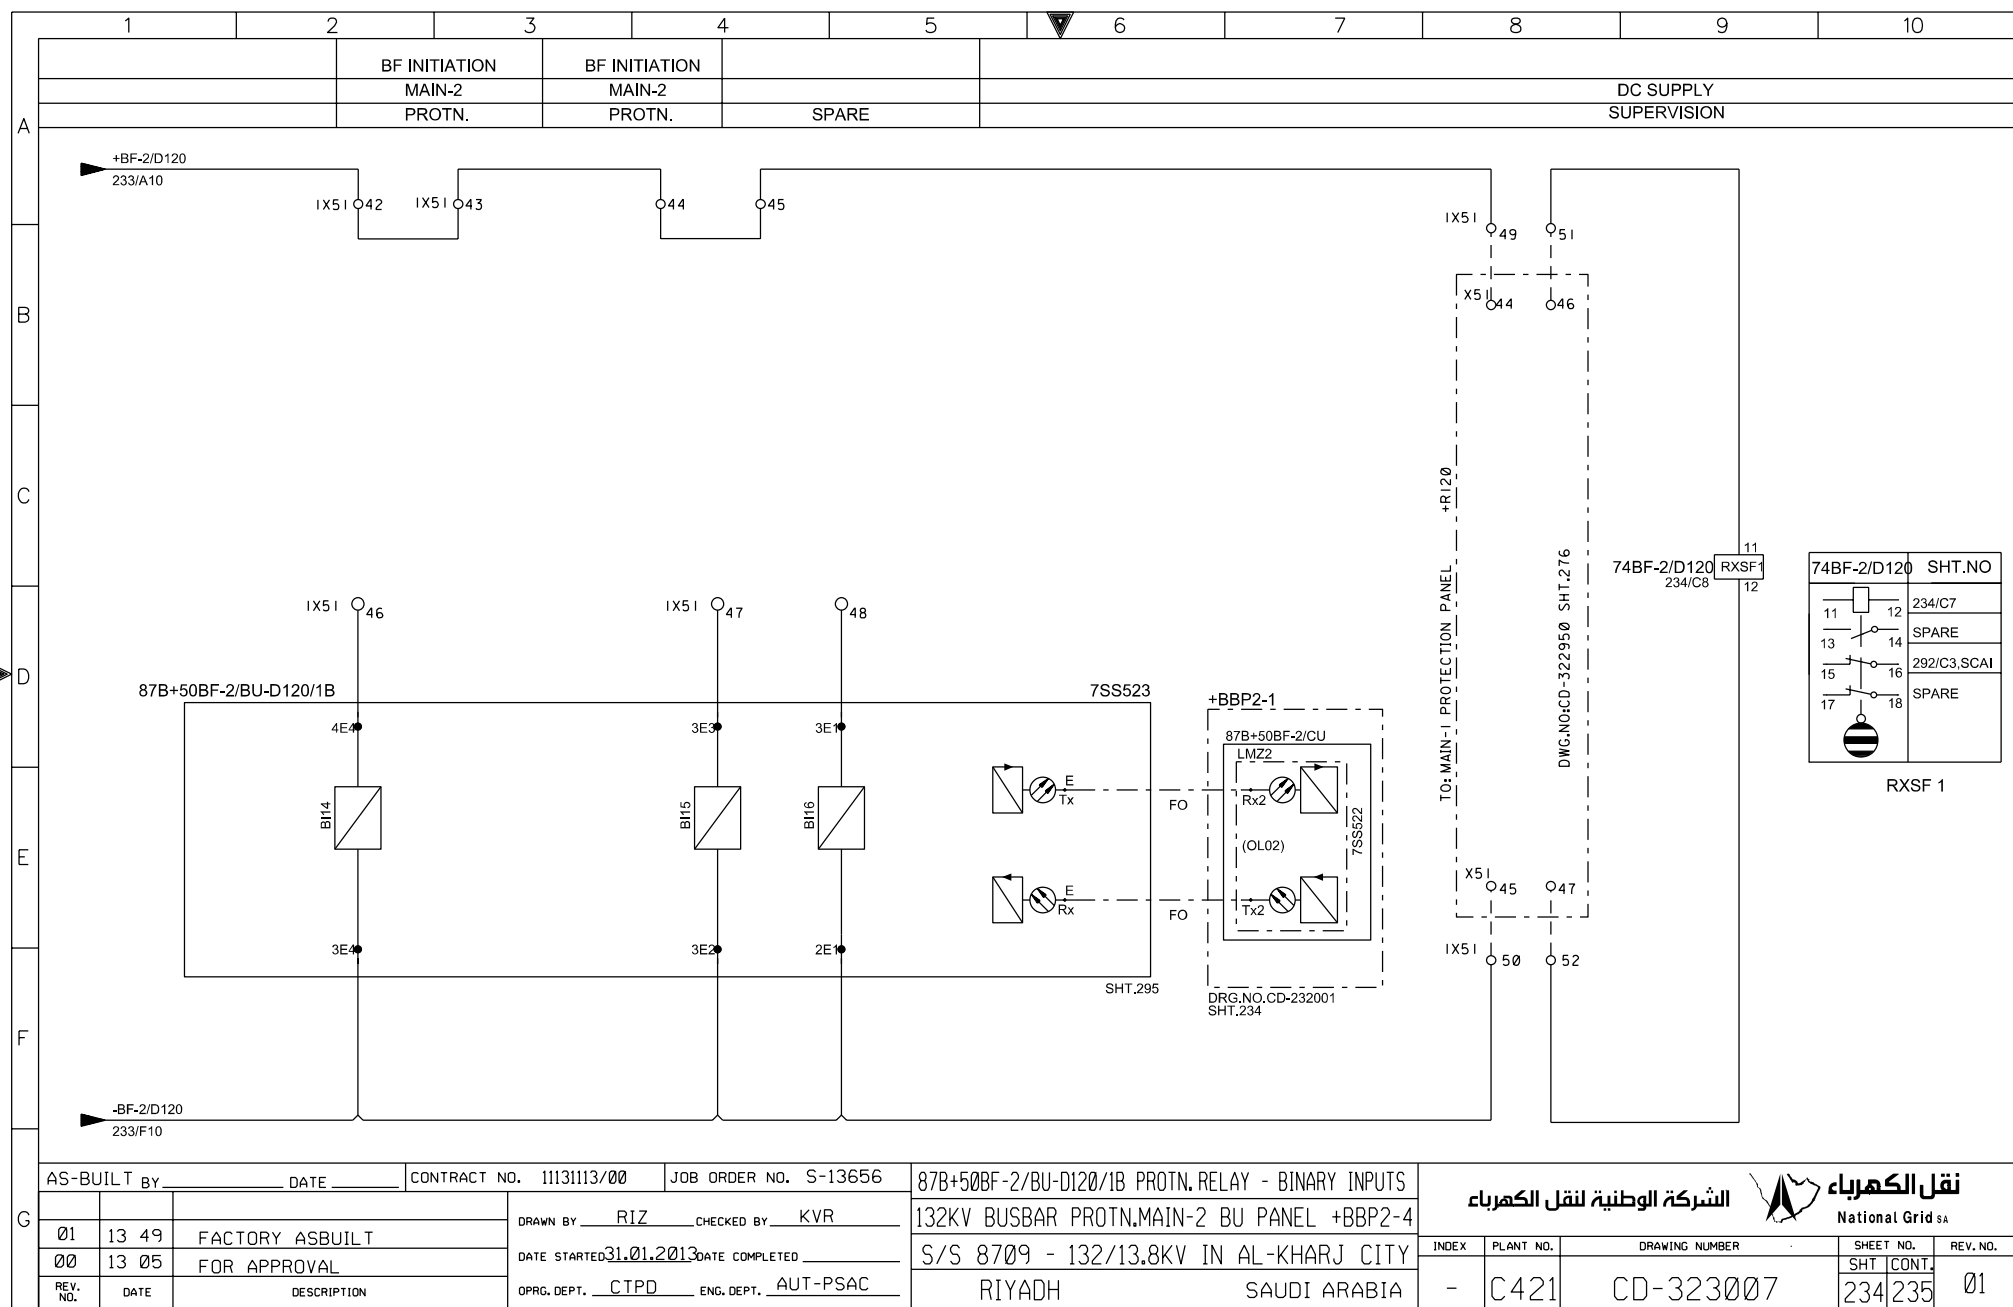 1 2 3 4 5 6 7 8 9 10
BF INITIATION BF INITIATION
MAIN-2 MAIN-2 DC SUPPLY
PROTN. PROTN. SPARE SUPERVISION
A
B
C
D
E
F
G
+BF-2/D120
233/A10
1X51 42 1X51 43 44 45
1X51 49 51
X51 44 46
+R120
TO: MAIN-1 PROTECTION PANEL
DWG.NO:CD-322950 SHT.276
74BF-2/D120 RXSF1
234/C8
11
12
74BF-2/D120 SHT.NO
11 12 234/C7
13 14 SPARE
15 16 292/C3,SCAI
17 18 SPARE
RXSF 1
1X51 46 1X51 47 48
87B+50BF-2/BU-D120/1B 7SS523
4E4 3E3 3E1
BI14 BI15 BI16
3E4 3E2 2E1
E
Tx
FO
E
Rx
FO
SHT.295
+BBP2-1
87B+50BF-2/CU
LMZ2
Rx2
(OL02)
7SS522
Tx2
DRG.NO.CD-232001
SHT.234
X51 45 47
1X51 50 52
-BF-2/D120
233/F10
AS-BUILT BY DATE CONTRACT NO. 11131113/00 JOB ORDER NO. S-13656
01 13 49 FACTORY ASBUILT
00 13 05 FOR APPROVAL
REV. NO. DATE DESCRIPTION
DRAWN BY RIZ CHECKED BY KVR
DATE STARTED 31.01.2013 DATE COMPLETED
OPRG. DEPT. CTPD ENG. DEPT. AUT-PSAC
87B+50BF-2/BU-D120/1B PROTN.RELAY - BINARY INPUTS
132KV BUSBAR PROTN.MAIN-2 BU PANEL +BBP2-4
S/S 8709 - 132/13.8KV IN AL-KHARJ CITY
RIYADH SAUDI ARABIA
الشركة الوطنية لنقل الكهرباء
نقل الكهرباء
National Grid SA
INDEX PLANT NO. DRAWING NUMBER SHEET NO. REV. NO.
SHT CONT.
- C421 CD-323007 234 235 01